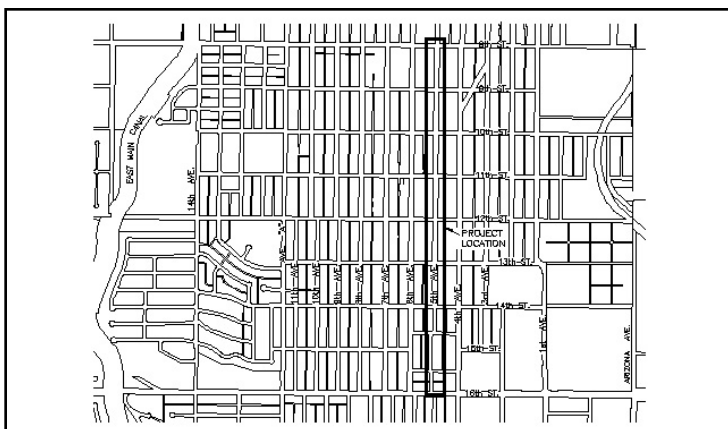 8th ST.
9th ST.
10th ST.
EAST MAIN CANAL
11th ST.
14th AVE.
12th ST.
AVE "A"
PROJECT
LOCATION
13th ST.
11th AVE.
10th AVE.
9th AVE.
8th AVE.
7th AVE.
6th AVE.
5th AVE.
4th AVE.
3rd AVE.
14th ST.
1st AVE.
ARIZONA AVE.
15th ST.
16th ST.